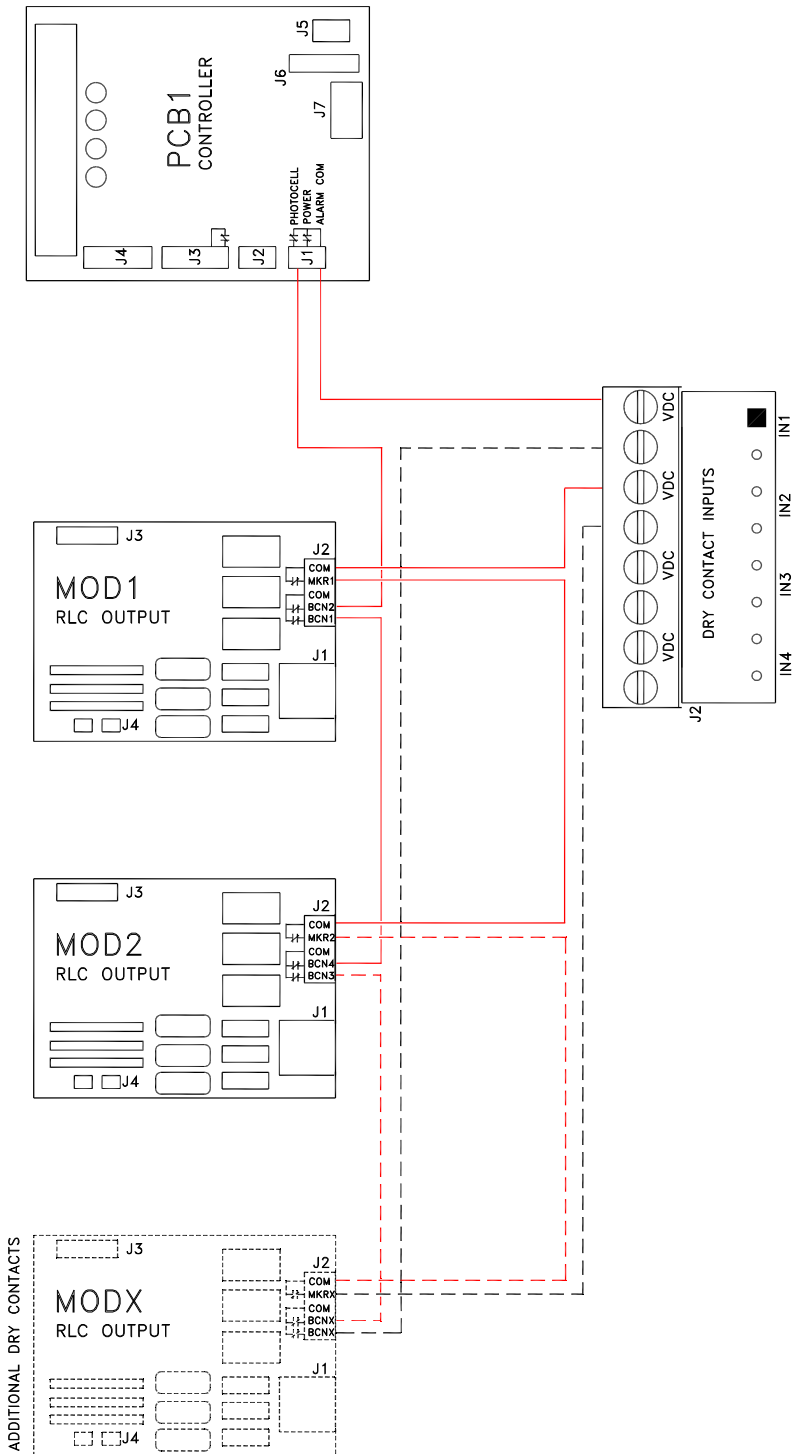 J5
J6
J7
PCB1
CONTROLLER
PHOTOCELL
POWER
ALARM COM
J4
J3
J2
J1
VDC
VDC
VDC
VDC
DRY CONTACT INPUTS
IN1
IN2
IN3
IN4
J2
J3
MOD1
RLC OUTPUT
J2
COM
MKR1
COM
BCN2
BCN1
J1
J4
J3
MOD2
RLC OUTPUT
J2
COM
MKR2
COM
BCN4
BCN3
J1
J4
ADDITIONAL DRY CONTACTS
J3
MODX
RLC OUTPUT
J2
COM
MKRX
COM
BCNX
BCNX
J1
J4